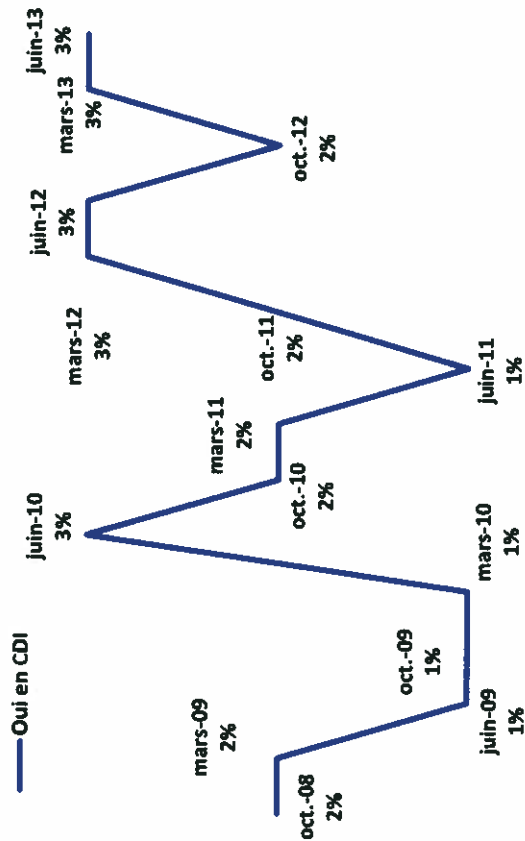 Oui en CDI
oct.-08
2%
mars-09
2%
juin-09
1%
oct.-09
1%
mars-10
1%
juin-10
3%
oct.-10
2%
mars-11
2%
juin-11
1%
oct.-11
2%
mars-12
3%
juin-12
3%
oct.-12
2%
mars-13
3%
juin-13
3%